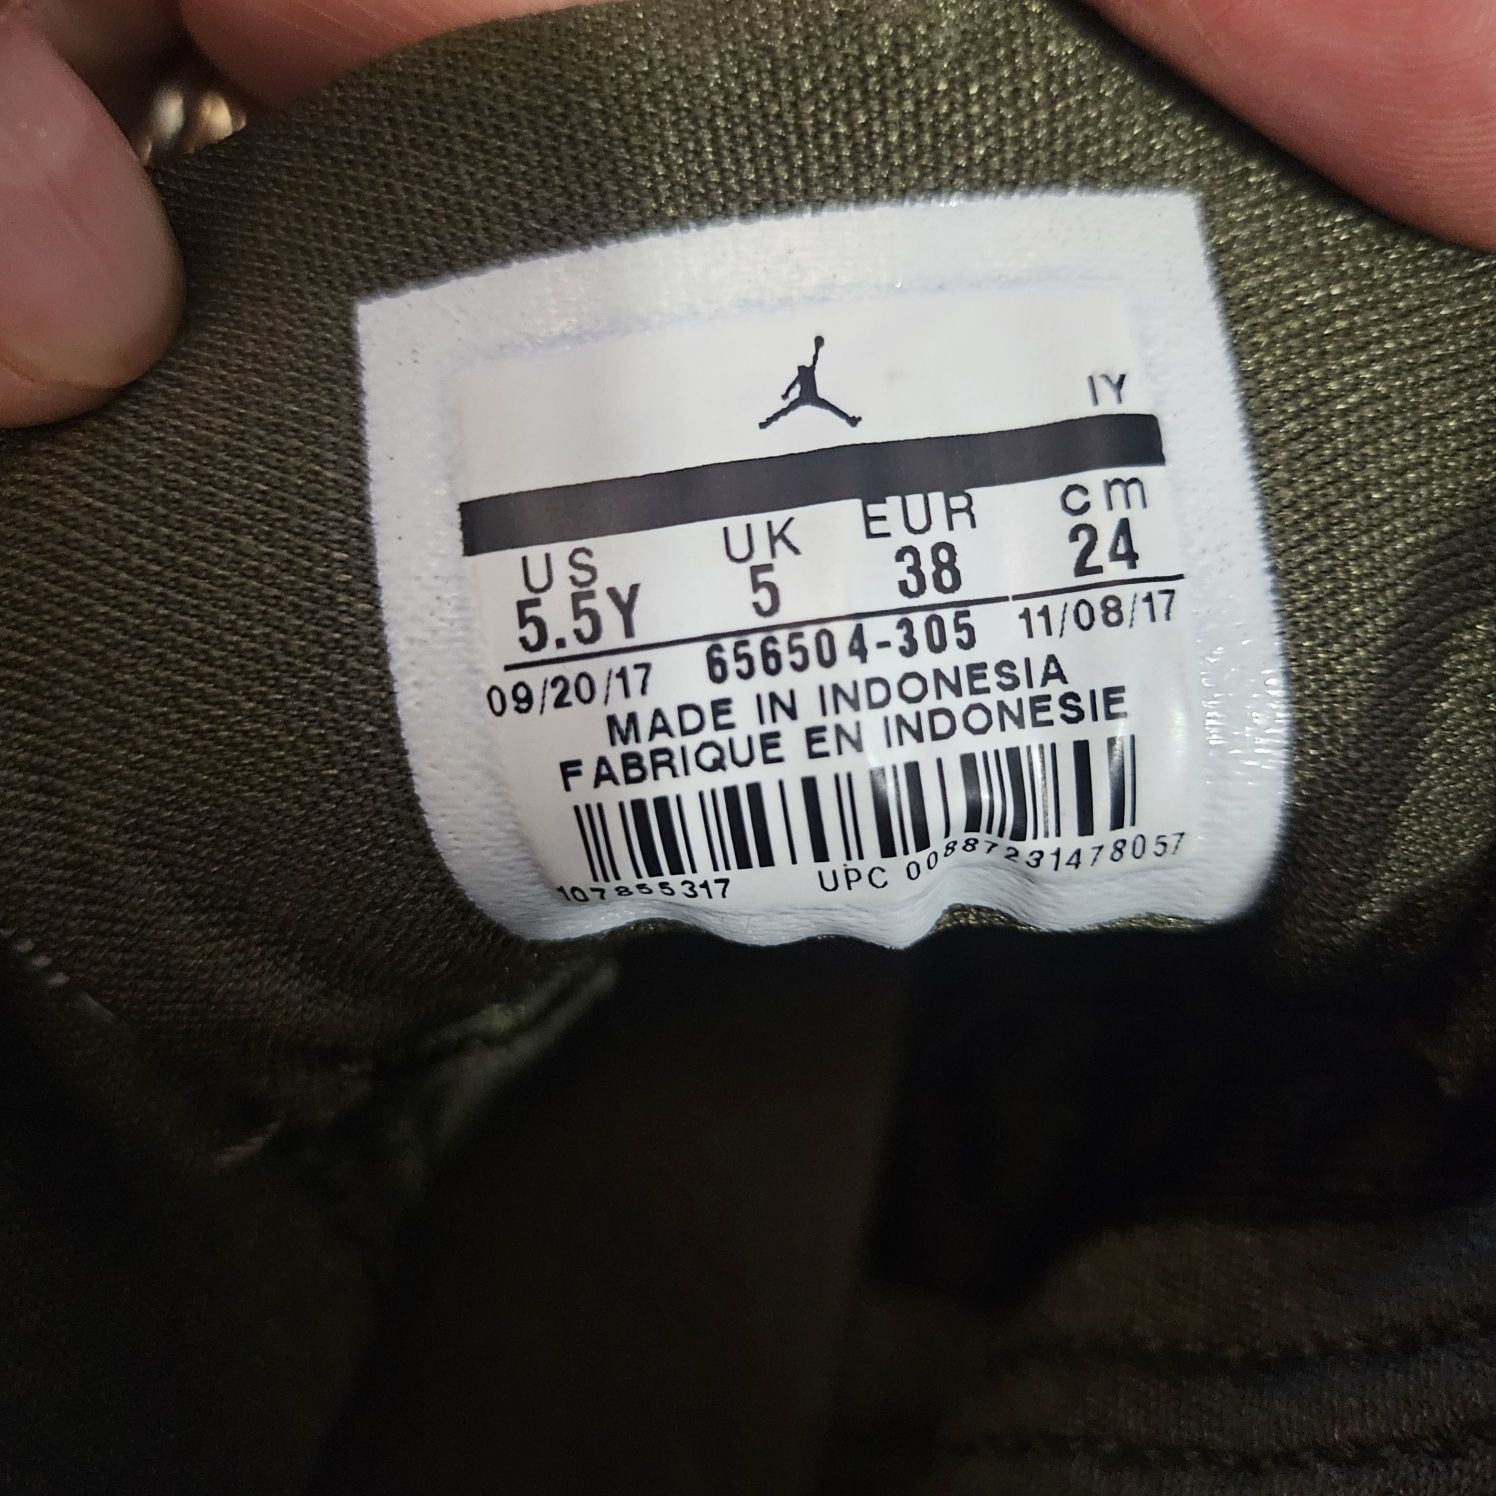 IY
US UK EUR cm
5.5Y 5 38 24
09/20/17 656504-305 11/08/17
MADE IN INDONESIA
FABRIQUE EN INDONESIE
107855317 UPC 00887231478057